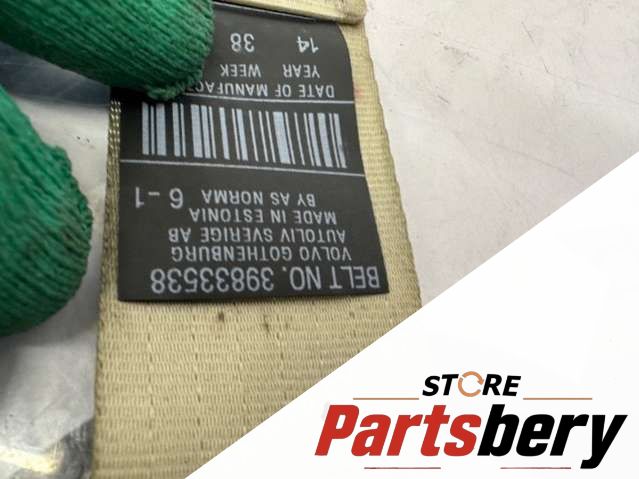 BELT NO. 39833538
VOLVO GOTHENBURG
AUTOLIV SVERIGE AB
MADE IN ESTONIA
BY AS NORMA 6-1
DATE OF MANUFAC
YEAR WEEK
14 38
STORE
Partsbery